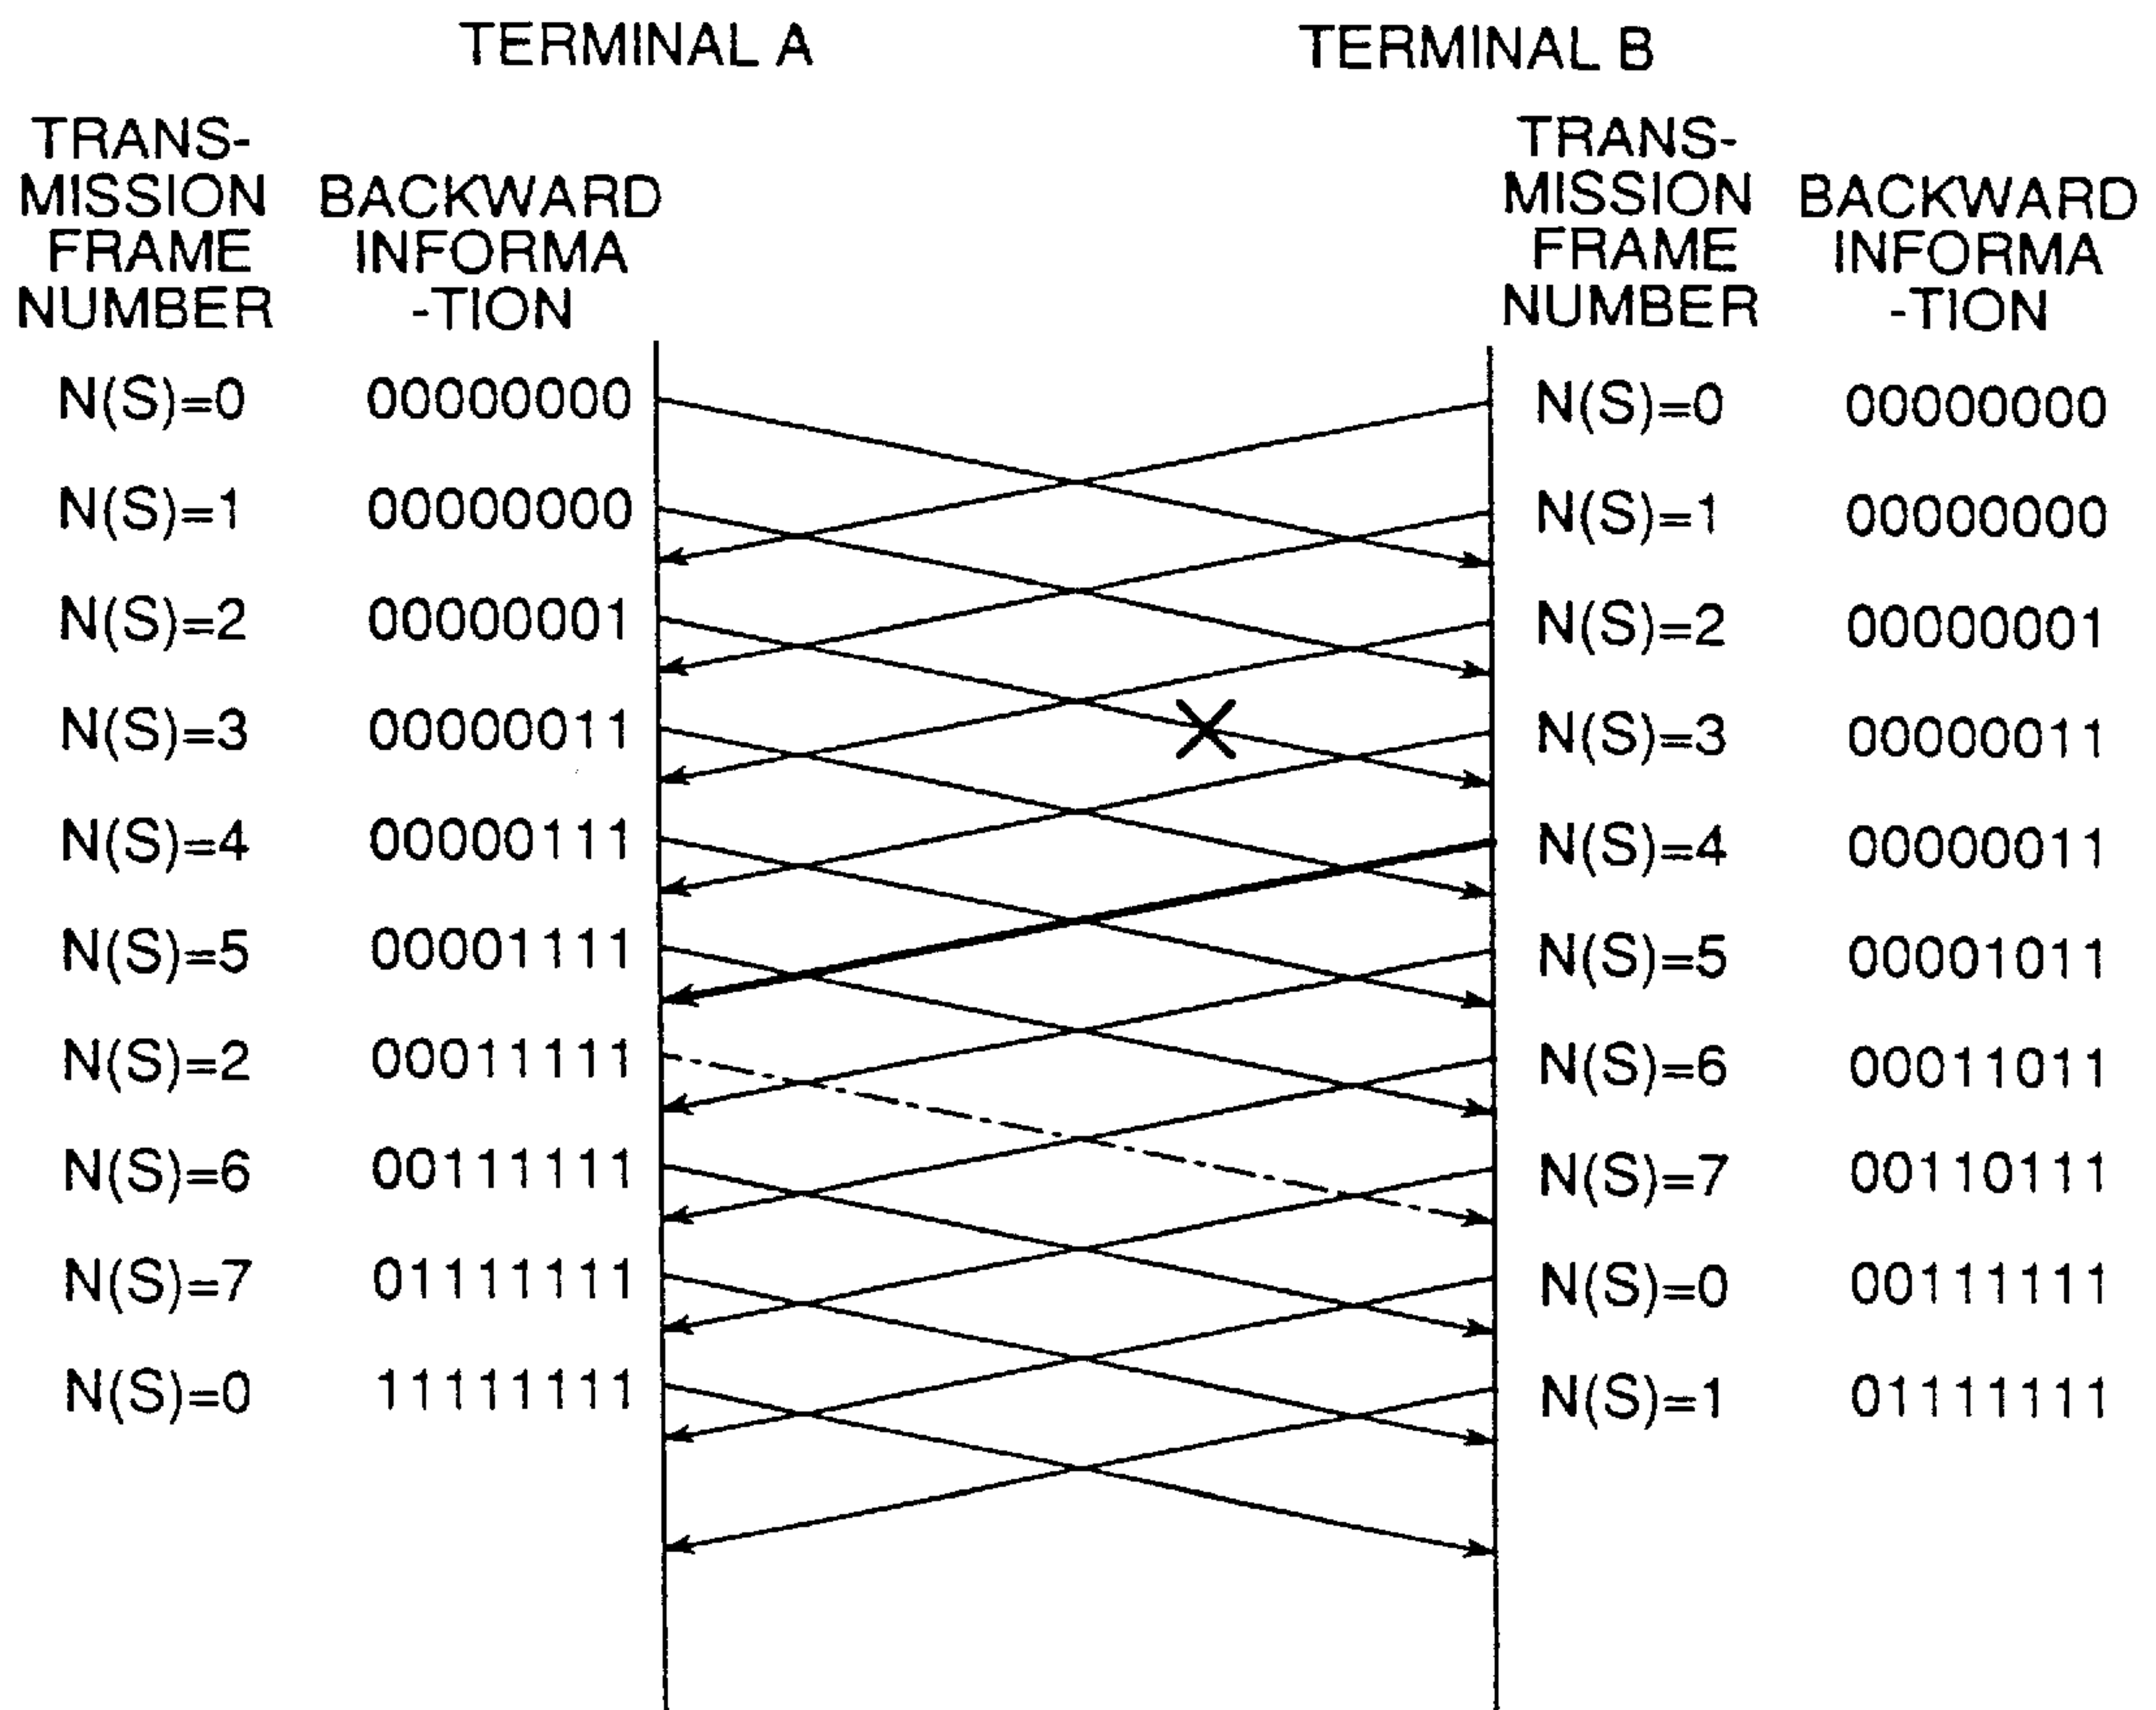 TERMINAL A TERMINAL B
TRANS-
MISSION
FRAME
NUMBER
BACKWARD
INFORMA
-TION
TRANS-
MISSION
FRAME
NUMBER
BACKWARD
INFORMA
-TION
N(S)=0 00000000 N(S)=0 00000000
N(S)=1 00000000 N(S)=1 00000000
N(S)=2 00000001 N(S)=2 00000001
N(S)=3 00000011 N(S)=3 00000011
N(S)=4 00000111 N(S)=4 00000011
N(S)=5 00001111 N(S)=5 00001011
N(S)=2 00011111 N(S)=6 00011011
N(S)=6 00111111 N(S)=7 00110111
N(S)=7 01111111 N(S)=0 00111111
N(S)=0 11111111 N(S)=1 01111111